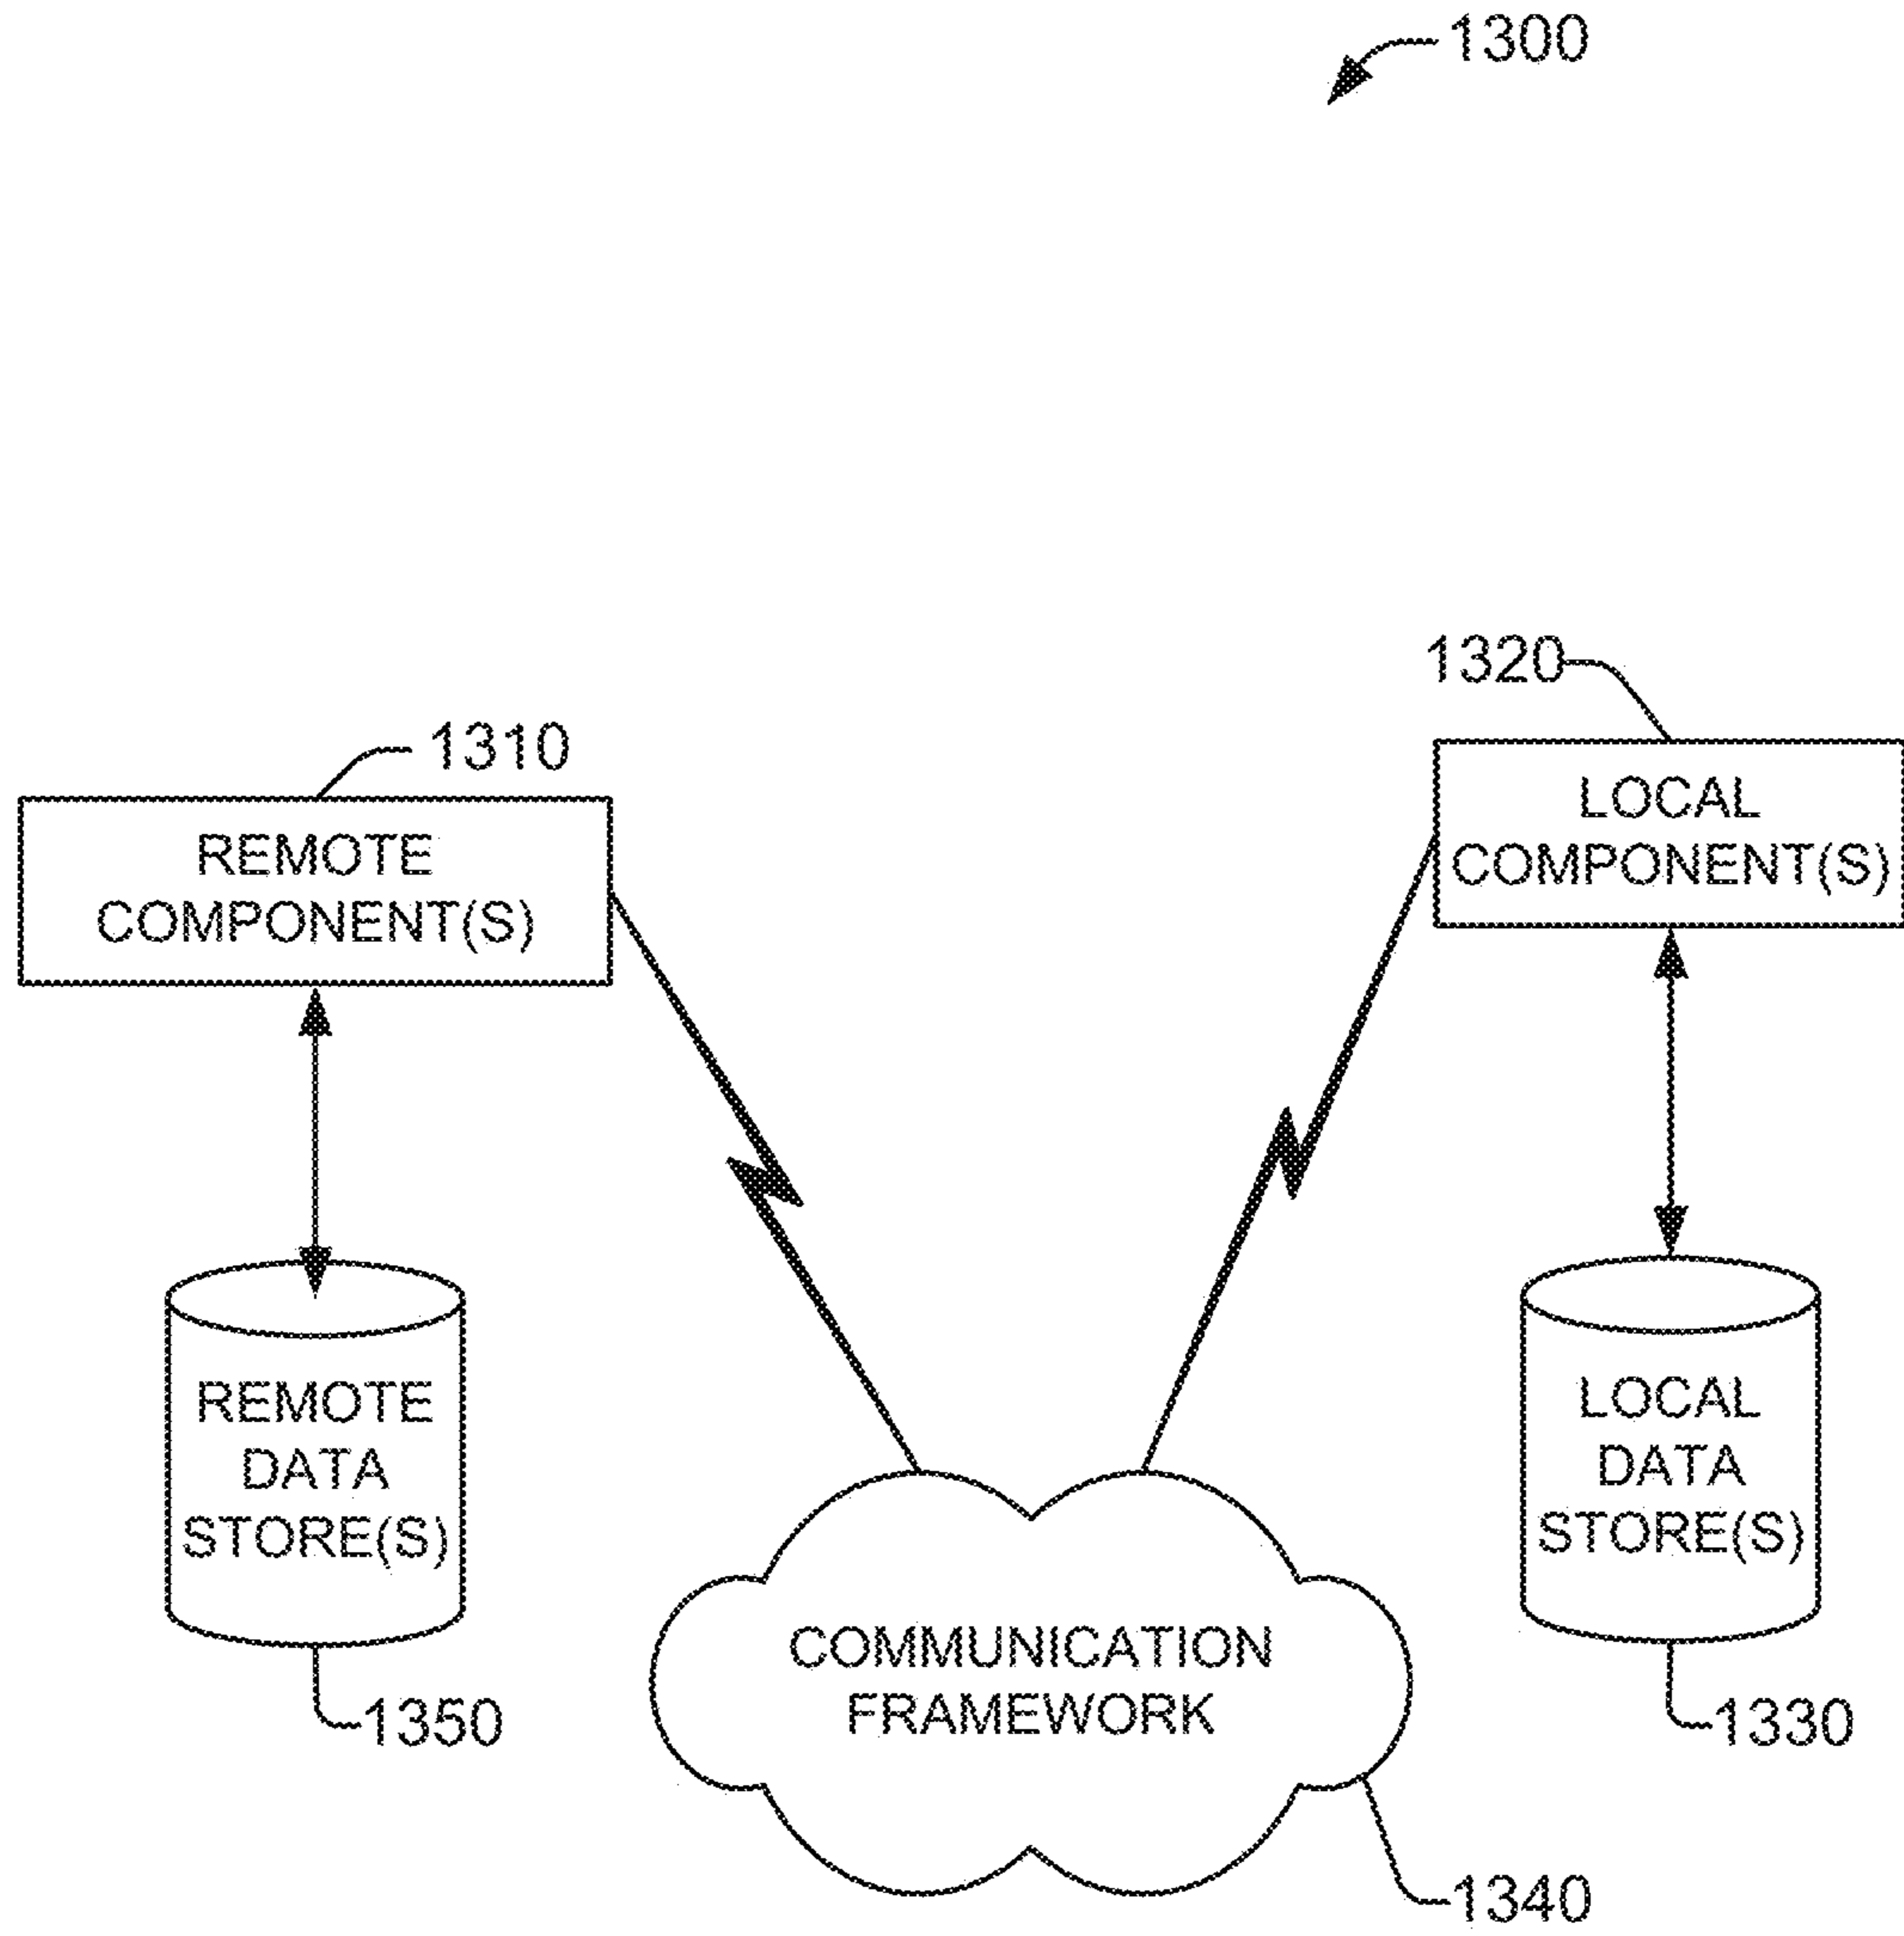 1300
1320
1310
LOCAL
COMPONENT(S)
REMOTE
COMPONENT(S)
REMOTE
DATA
STORE(S)
LOCAL
DATA
STORE(S)
COMMUNICATION
FRAMEWORK
1350
1330
1340